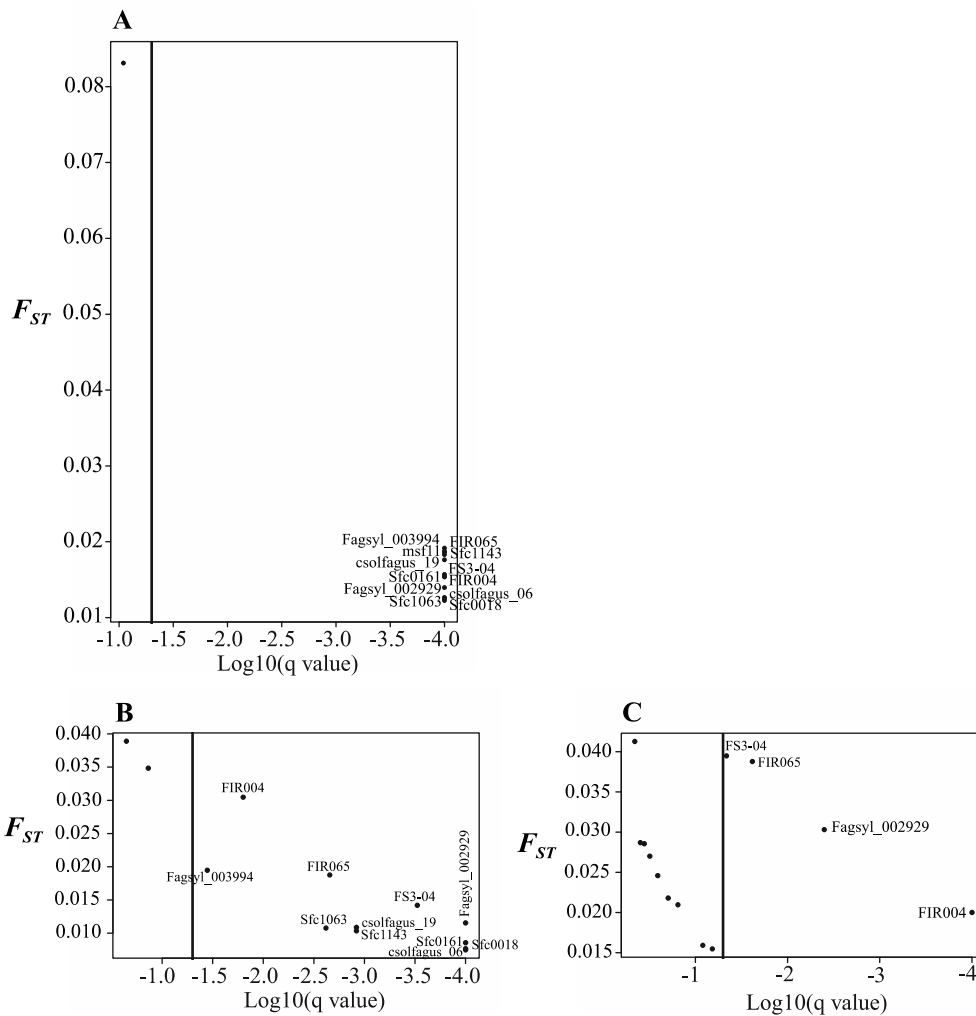 A
0.08
0.07
0.06
0.05
F_ST
0.04
0.03
0.02
0.01
Fagsyl_003994 FIR065
msf11 Sfc1143
csolfagus_19
FS3-04
Sfc0161 FIR004
Fagsyl_002929 csolfagus_06
Sfc1063 Sfc0018
-1.0 -1.5 -2.0 -2.5 -3.0 -3.5 -4.0
Log10(q value)
B
0.040
0.035
0.030
0.025
F_ST
0.020
0.015
0.010
FIR004
Fagsyl_002929
FIR065
Fagsyl_003994
FS3-04
Sfc1063 csolfagus_19
Sfc1143
Sfc0161 Sfc0018
csolfagus_06
-1.0 -1.5 -2.0 -2.5 -3.0 -3.5 -4.0
Log10(q value)
C
0.040
0.035
0.030
F_ST
0.025
0.020
0.015
FS3-04
FIR065
Fagsyl_002929
FIR004
-1 -2 -3 -4
Log10(q value)